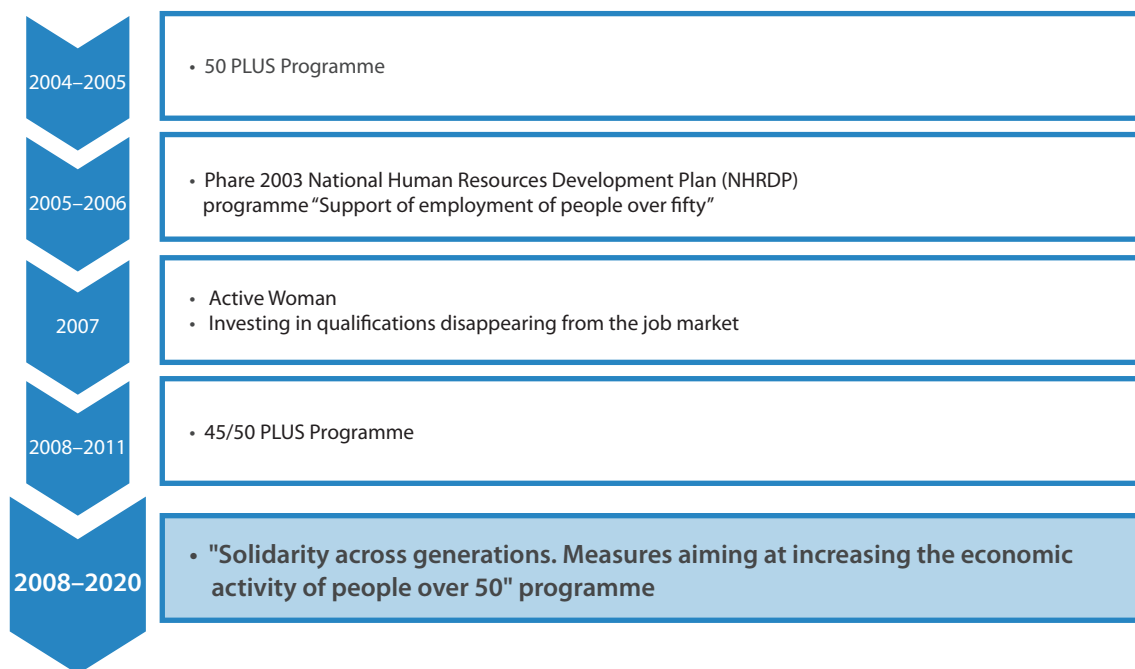 2004–2005
• 50 PLUS Programme
2005–2006
• Phare 2003 National Human Resources Development Plan (NHRDP)
programme “Support of employment of people over fifty”
2007
• Active Woman
• Investing in qualifications disappearing from the job market
2008–2011
• 45/50 PLUS Programme
2008–2020
• "Solidarity across generations. Measures aiming at increasing the economic
activity of people over 50" programme